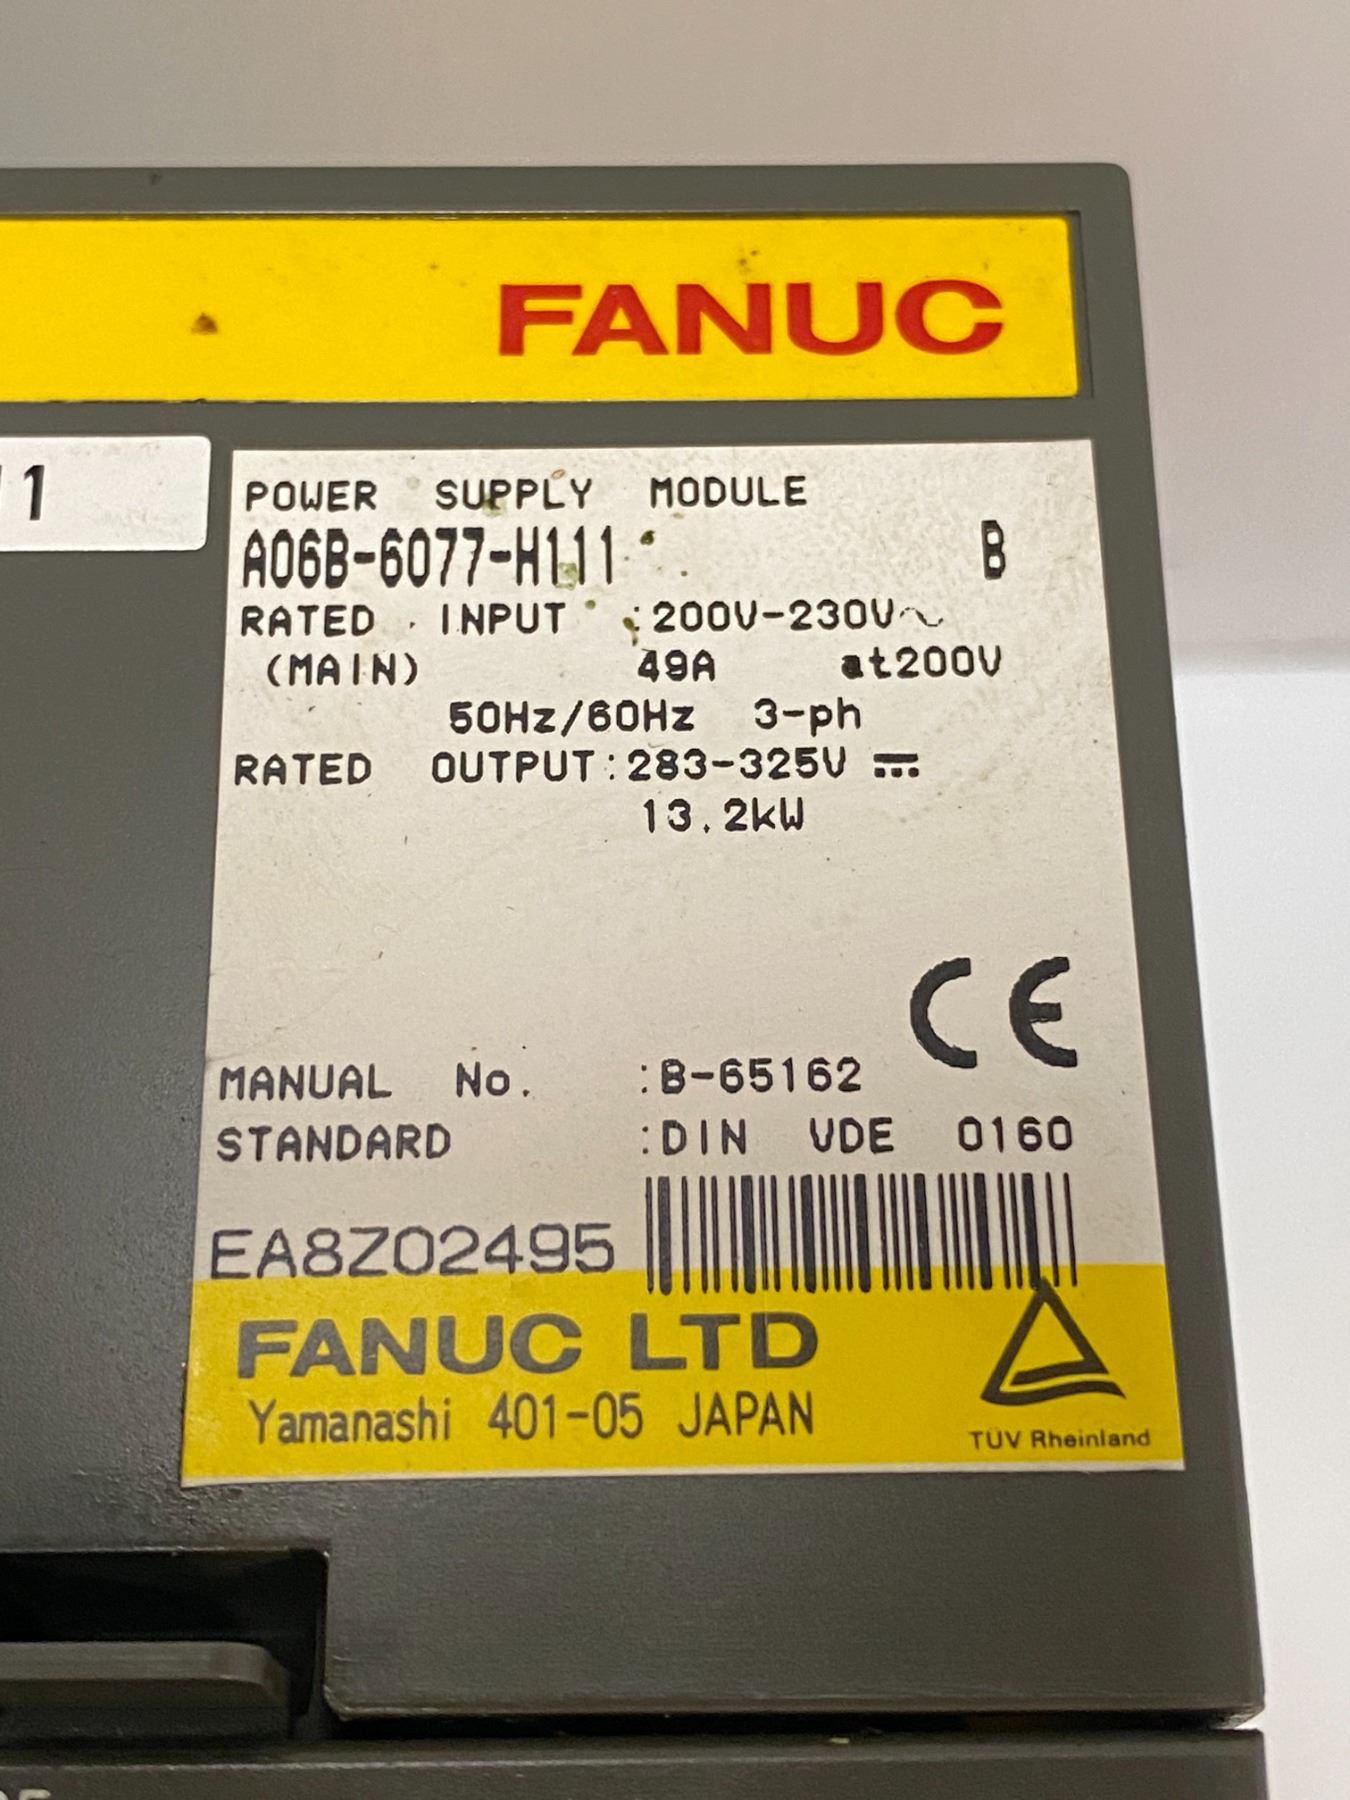 FANUC
11
POWER SUPPLY MODULE
A06B-6077-H111 B
RATED INPUT :200V-230V~
(MAIN) 49A at200V
50Hz/60Hz 3-ph
RATED OUTPUT:283-325V ⎓
13.2kW
CE
MANUAL No. :B-65162
STANDARD :DIN VDE 0160
EA8Z02495
FANUC LTD
Yamanashi 401-05 JAPAN
TÜV Rheinland